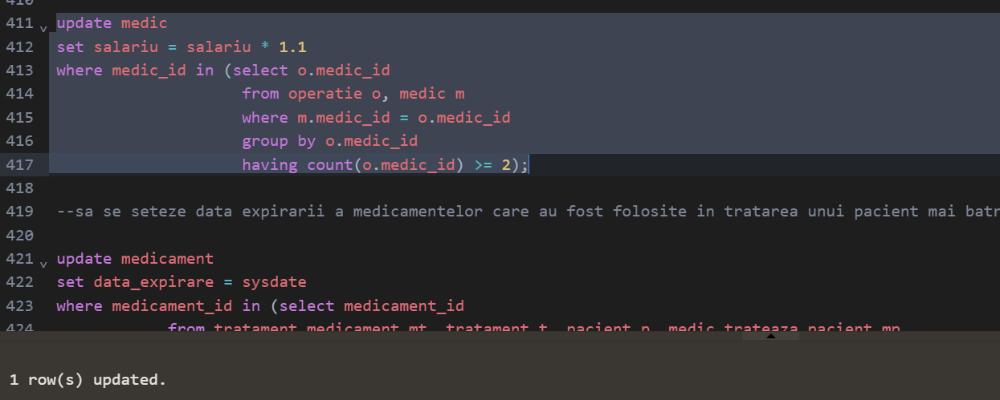 410
411 update medic
412 set salariu = salariu * 1.1
413 where medic_id in (select o.medic_id
414 from operatie o, medic m
415 where m.medic_id = o.medic_id
416 group by o.medic_id
417 having count(o.medic_id) >= 2);
418
419 --sa se seteze data expirarii a medicamentelor care au fost folosite in tratarea unui pacient mai batr
420
421 update medicament
422 set data_expirare = sysdate
423 where medicament_id in (select medicament_id
424 from tratament_medicament mt, tratament t, pacient p, medic_trateaza_pacient mp
1 row(s) updated.